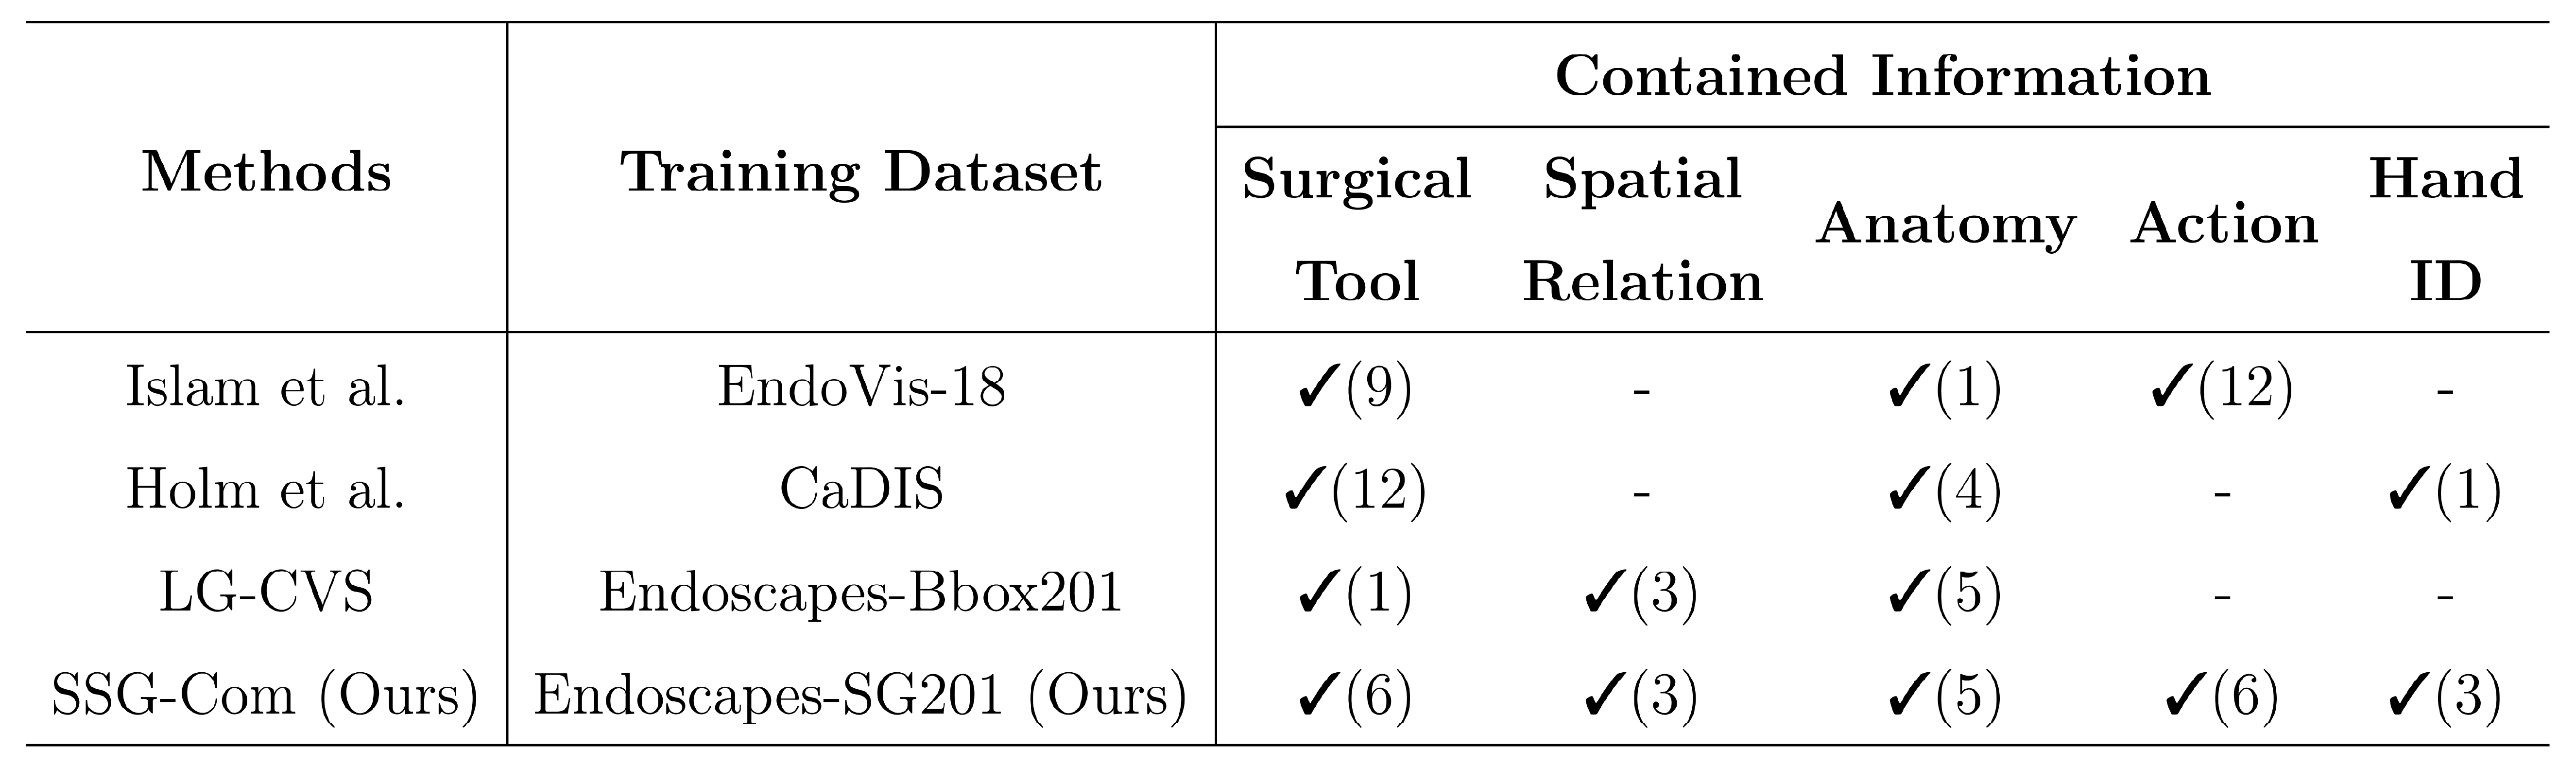 Contained Information
Methods Training Dataset Surgical Tool Spatial Relation Anatomy Action Hand ID
Islam et al. EndoVis-18 ✓(9) - ✓(1) ✓(12) -
Holm et al. CaDIS ✓(12) - ✓(4) - ✓(1)
LG-CVS Endoscapes-Bbox201 ✓(1) ✓(3) ✓(5) - -
SSG-Com (Ours) Endoscapes-SG201 (Ours) ✓(6) ✓(3) ✓(5) ✓(6) ✓(3)